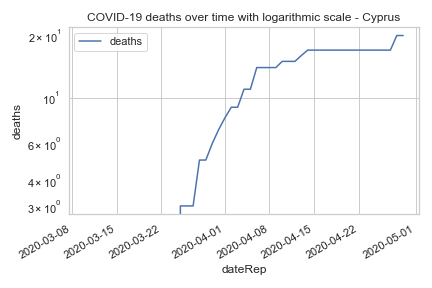 COVID-19 deaths over time with logarithmic scale - Cyprus
deaths
2 × 10¹
10¹
6 × 10⁰
4 × 10⁰
3 × 10⁰
deaths
2020-03-08
2020-03-15
2020-03-22
2020-04-01
2020-04-08
2020-04-15
2020-04-22
2020-05-01
dateRep